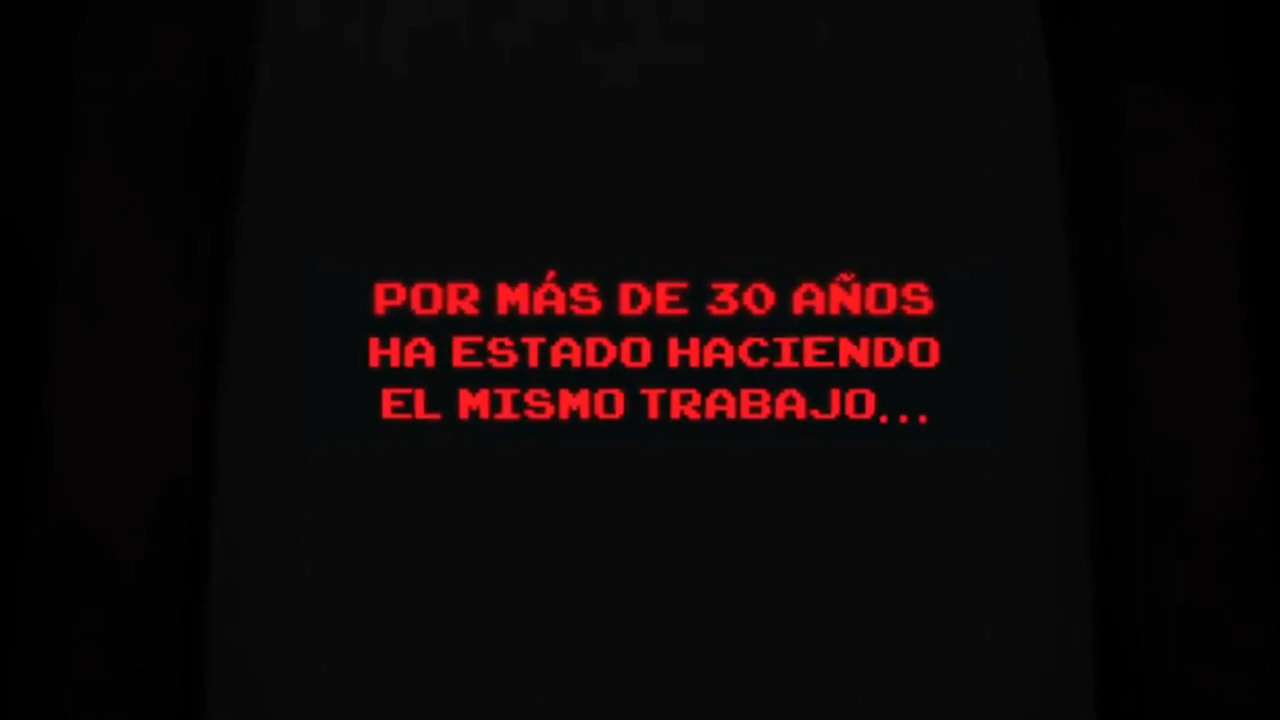 POR MÁS DE 30 AÑOS
HA ESTADO HACIENDO
EL MISMO TRABAJO...